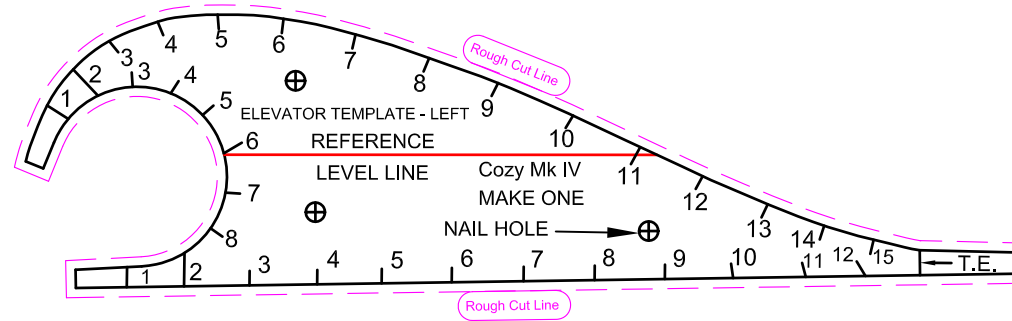 1 2 3 4 5 6 7 8 9 10 11 12 13 14 15
3 4 5 6 7 8
Rough Cut Line
ELEVATOR TEMPLATE - LEFT
REFERENCE
LEVEL LINE
Cozy Mk IV
MAKE ONE
NAIL HOLE
1 2 3 4 5 6 7 8 9 10 11 12
T.E.
Rough Cut Line